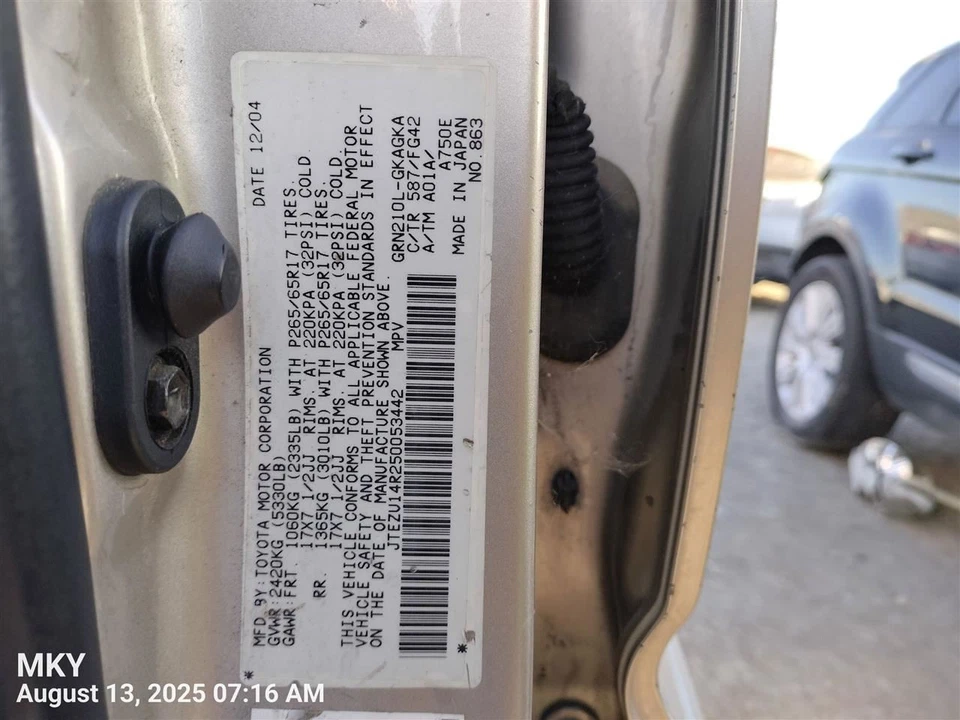 MFD. BY: TOYOTA MOTOR CORPORATION DATE 12/04
GVWR: 2420KG (5330LB)
GAWR: FRT. 1060KG (2335LB) WITH P265/65R17 TIRES.
17X7 1/2JJ RIMS. AT 220KPA (32PSI) COLD
RR. 1365KG (3010LB) WITH P265/65R17 TIRES.
17X7 1/2JJ RIMS. AT 220KPA (32PSI) COLD.
THIS VEHICLE CONFORMS TO ALL APPLICABLE FEDERAL MOTOR
VEHICLE SAFETY AND THEFT PREVENTION STANDARDS IN EFFECT
ON THE DATE OF MANUFACTURE SHOWN ABOVE.
JTEZU14R250053442 MPV GRN210L-GKAGKA
C/TR 587/FG42
A/TM A01A/
A750E
MADE IN JAPAN
NO.863
MKY
August 13, 2025 07:16 AM